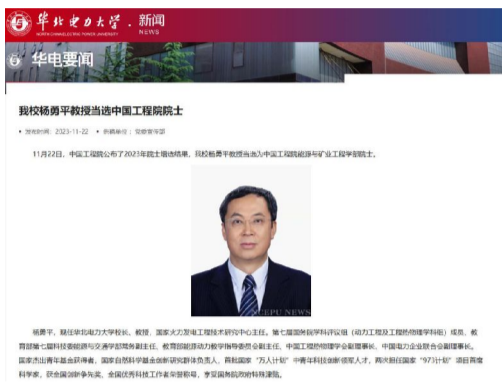 华北电力大学 · 新闻
NORTH CHINA ELECTRIC POWER UNIVERSITY NEWS
华电要闻
我校杨勇平教授当选中国工程院院士
• 发布时间：2023-11-22 • 供稿单位：党委宣传部
11月22日，中国工程院公布了2023年院士增选结果，我校杨勇平教授当选为中国工程院能源与矿业工程学部院士。
NCEPU NEWS
杨勇平，现任华北电力大学校长、教授，国家火力发电工程技术研究中心主任。第七届国务院学科评议组（动力工程及工程热物理学科组）成员，教
育部第七届科技委能源与交通学部常务副主任、教育部能源动力教学指导委员会副主任、中国工程热物理学会副理事长、中国电力企业联合会副理事长。
国家杰出青年基金获得者，国家自然科学基金创新研究群体负责人，首批国家“万人计划”中青年科技创新领军人才，两次担任国家“973计划”项目首
席科学家，获全国创新争先奖、全国优秀科技工作者荣誉称号，享受国务院政府特殊津贴。